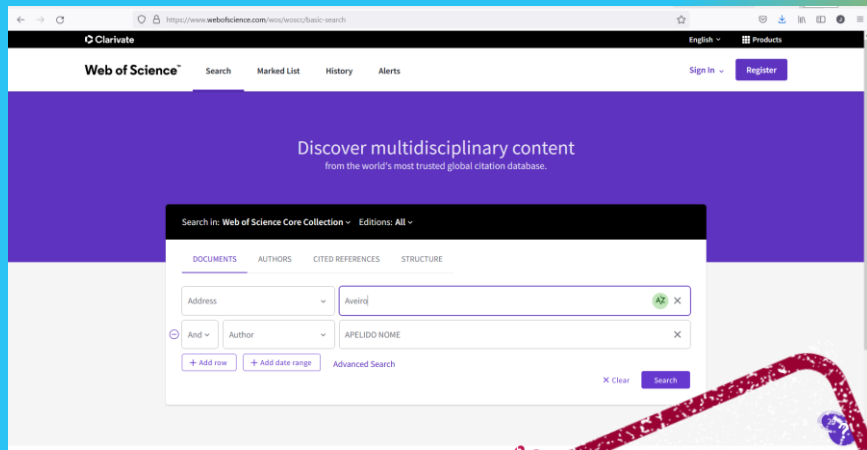 https://www.webofscience.com/wos/woscc/basic-search
Clarivate English Products
Web of Science™ Search Marked List History Alerts Sign In Register
Discover multidisciplinary content
from the world's most trusted global citation database.
Search in: Web of Science Core Collection Editions: All
DOCUMENTS AUTHORS CITED REFERENCES STRUCTURE
Address Aveiro
And Author APELIDO NOME
+ Add row + Add date range Advanced Search
× Clear Search